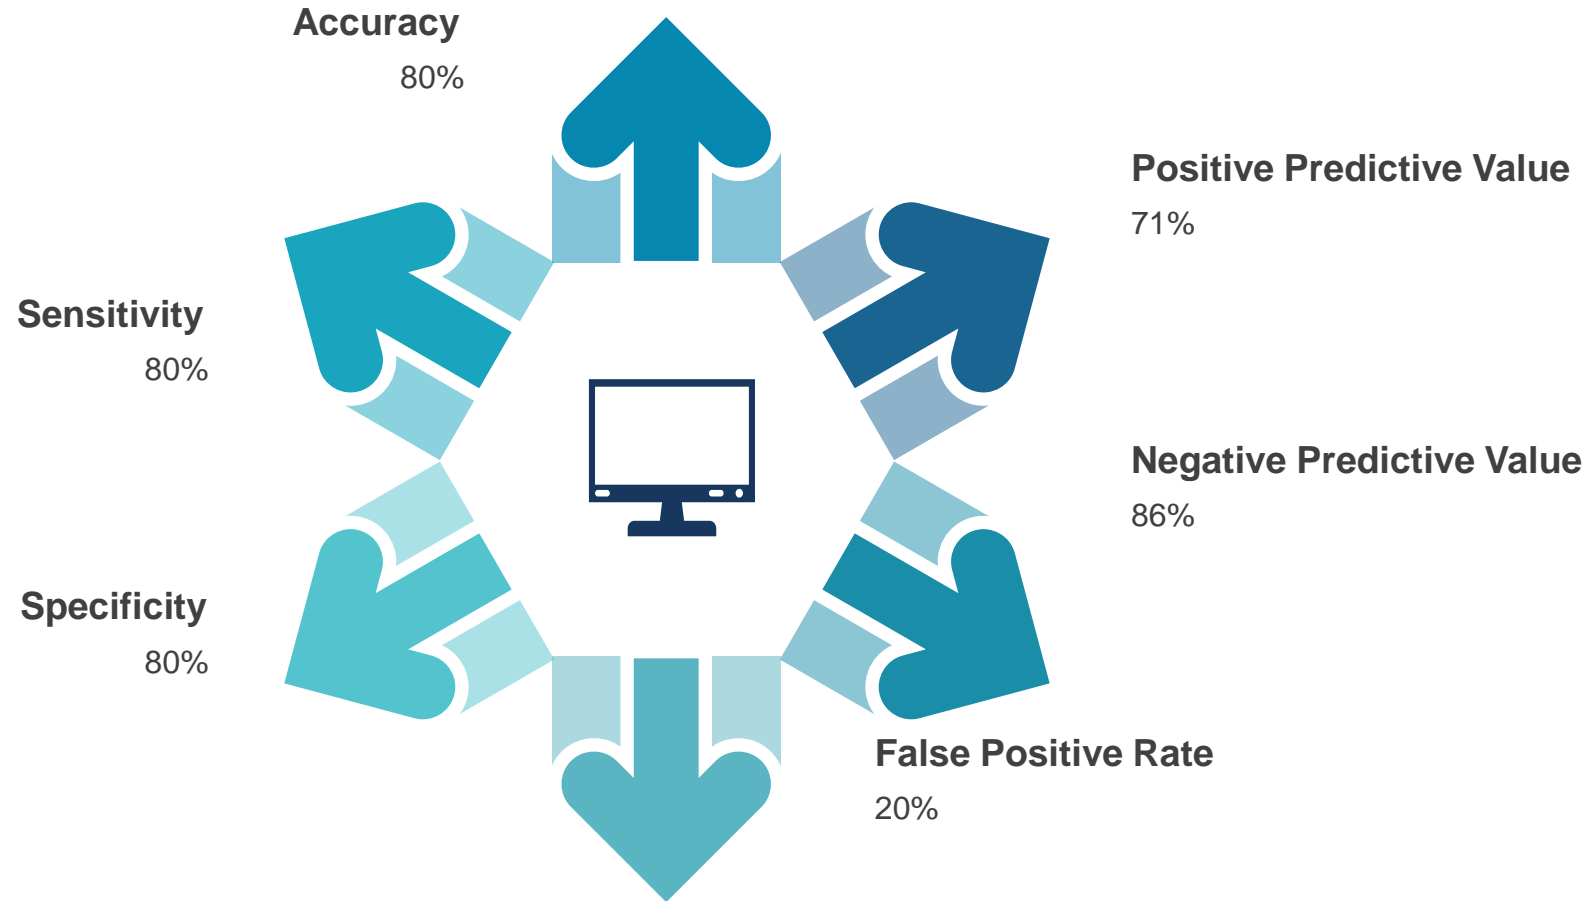 Accuracy
80%
Positive Predictive Value
71%
Sensitivity
80%
Negative Predictive Value
86%
Specificity
80%
False Positive Rate
20%